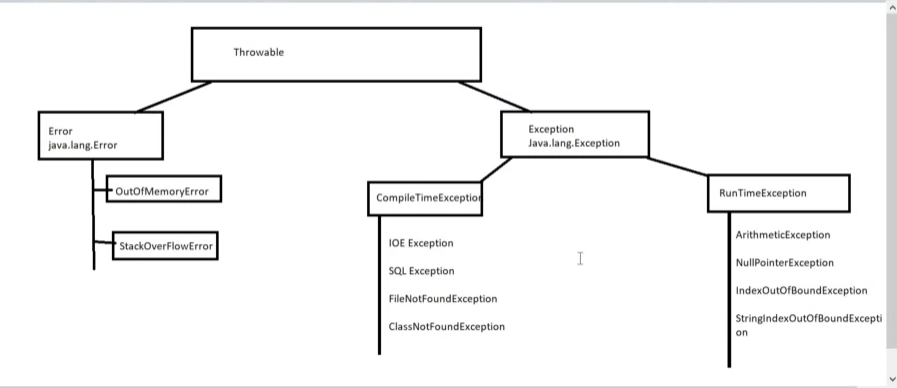 Throwable
Error
java.lang.Error
Exception
Java.lang.Exception
OutOfMemoryError
StackOverFlowError
CompileTimeExceptio
IOE Exception
SQL Exception
FileNotFoundException
ClassNotFoundException
RunTimeException
ArithmeticException
NullPointerException
IndexOutOfBoundException
StringIndexOutOfBoundExcepti
on